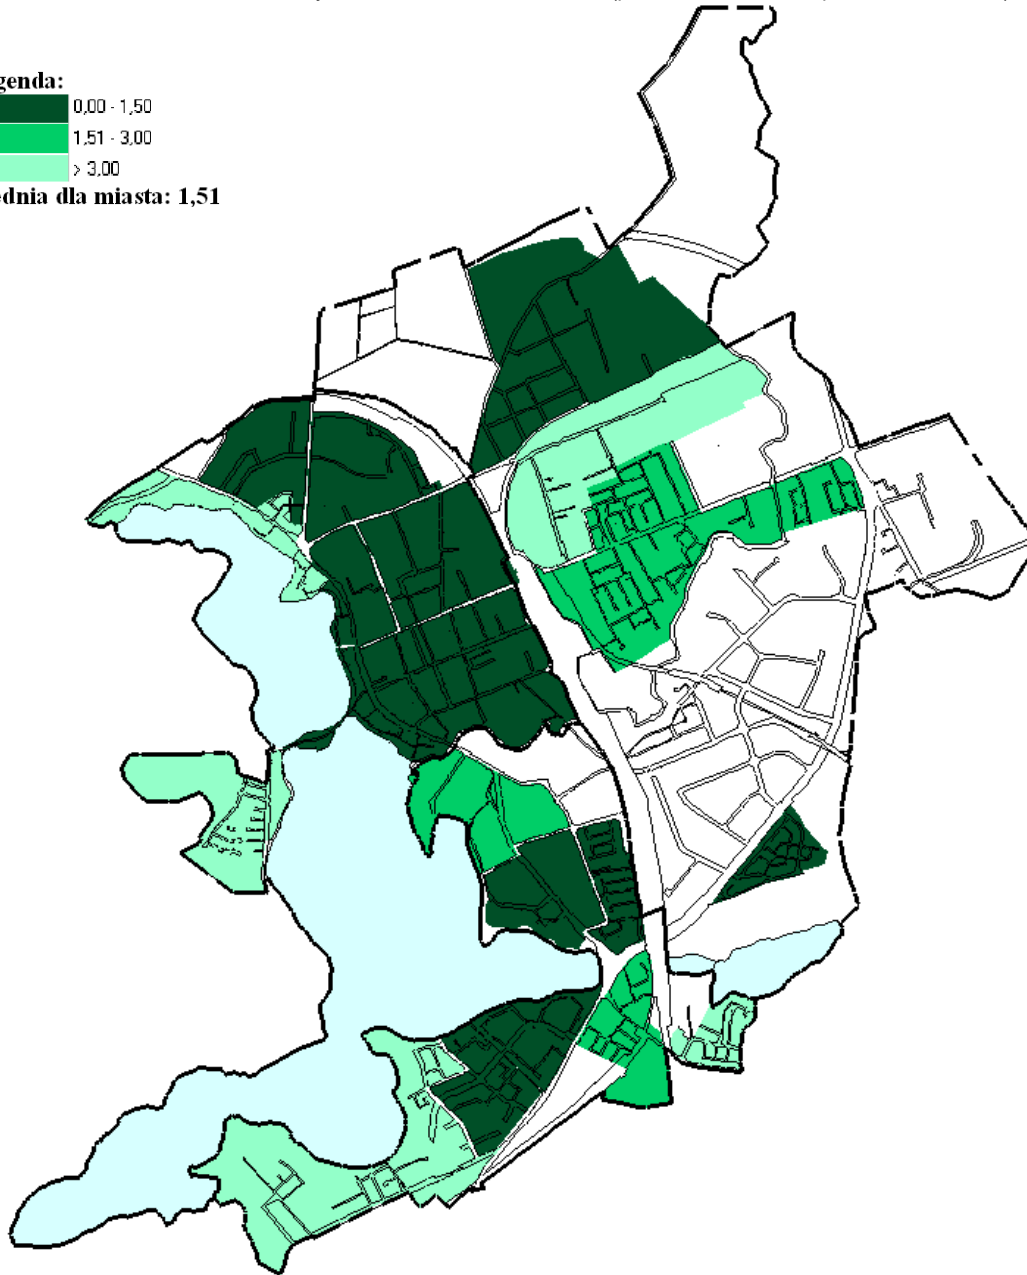 genda:
0,00 - 1,50
1,51 - 3,00
> 3,00
ednia dla miasta: 1,51